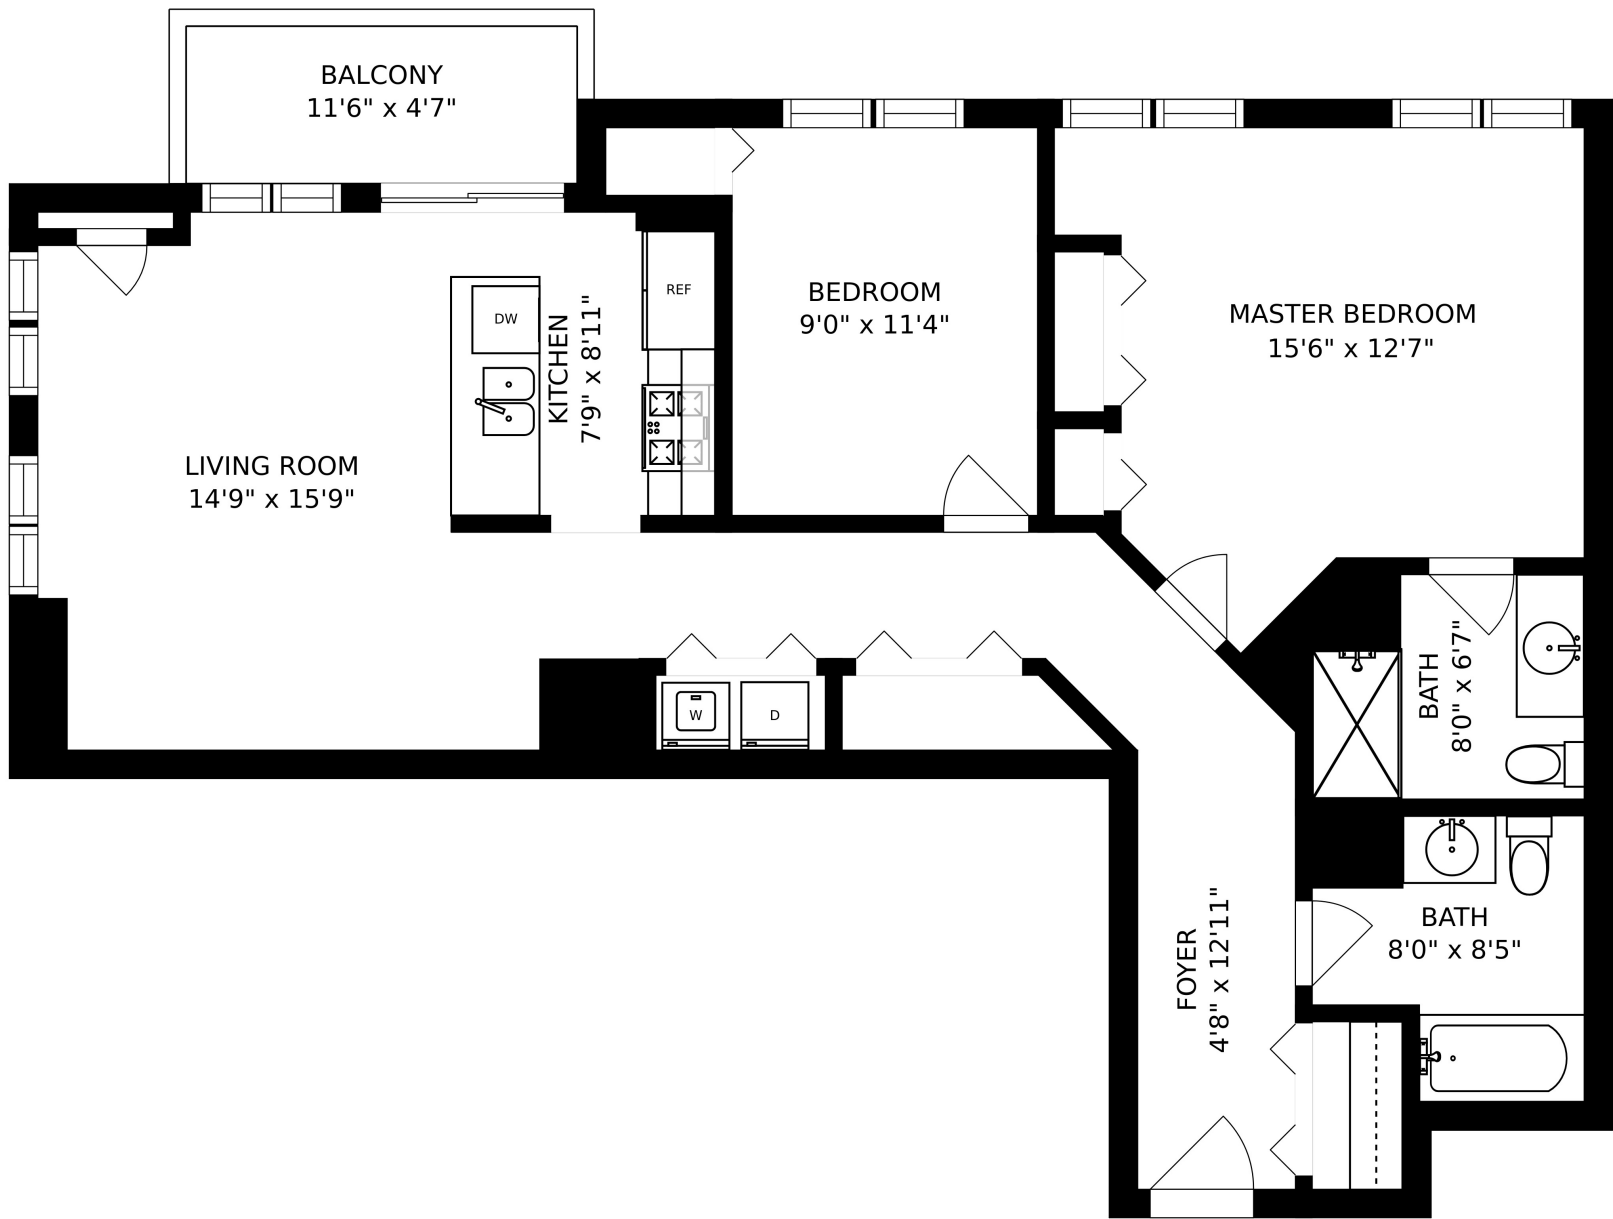 BALCONY
11'6" x 4'7"
BEDROOM
9'0" x 11'4"
MASTER BEDROOM
15'6" x 12'7"
REF
DW
KITCHEN
7'9" x 8'11"
LIVING ROOM
14'9" x 15'9"
BATH
8'0" x 6'7"
W
D
BATH
8'0" x 8'5"
FOYER
4'8" x 12'11"